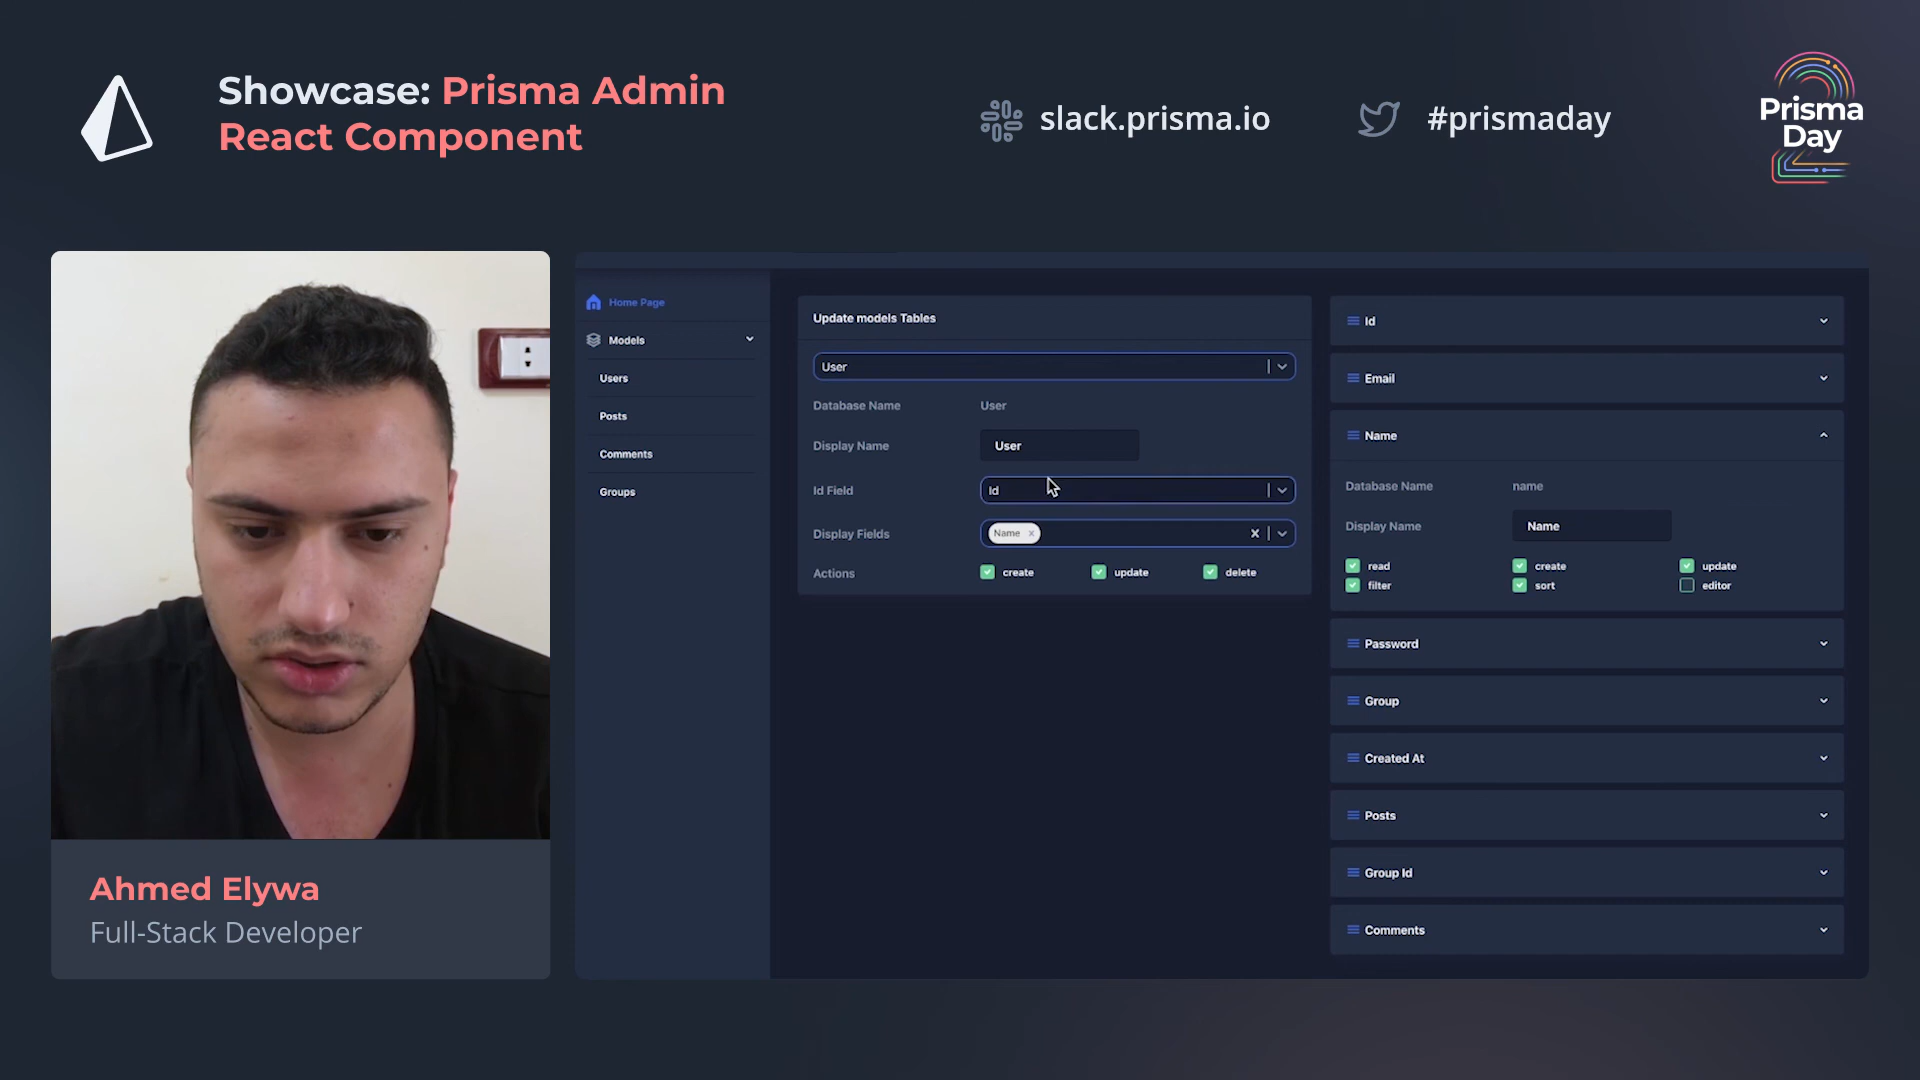 Showcase: Prisma Admin
React Component
slack.prisma.io
#prismaday
Prisma
Day
Ahmed Elywa
Full-Stack Developer
Home Page
Models
Users
Posts
Comments
Groups
Update models Tables
User
Database Name User
Display Name User
Id Field Id
Display Fields Name x
Actions create update delete
Id
Email
Name
Database Name name
Display Name Name
read create update
filter sort editor
Password
Group
Created At
Posts
Group Id
Comments